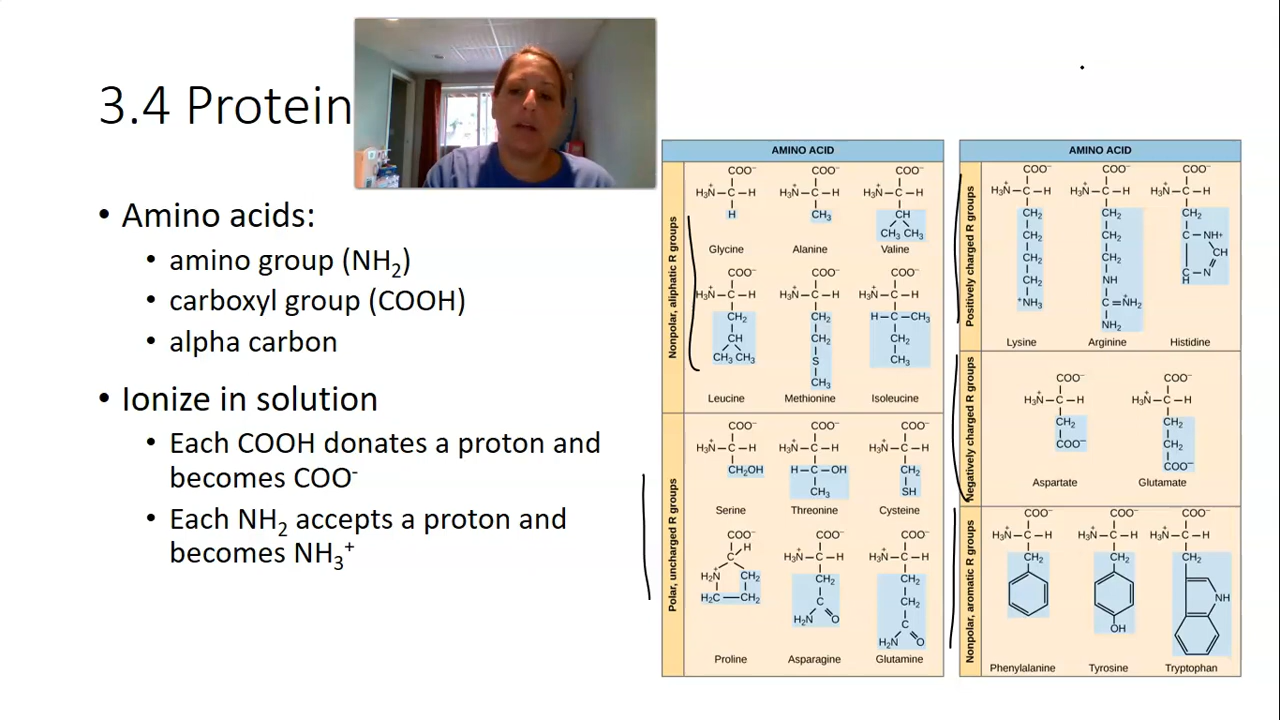 3.4 Protein
• Amino acids:
• amino group (NH₂)
• carboxyl group (COOH)
• alpha carbon
• Ionize in solution
• Each COOH donates a proton and
becomes COO⁻
• Each NH₂ accepts a proton and
becomes NH₃⁺
AMINO ACID
Nonpolar, aliphatic R groups
COO⁻ COO⁻ COO⁻
H₃N⁺ C H H₃N⁺ C H H₃N⁺ C H
H CH₃ CH
CH₃ CH₃
Glycine Alanine Valine
COO⁻ COO⁻ COO⁻
H₃N⁺ C H H₃N⁺ C H H₃N⁺ C H
CH₂ CH₂ H C CH₃
CH CH₂ CH₂
CH₃ CH₃ S CH₃
CH₃
Leucine Methionine Isoleucine
Polar, uncharged R groups
COO⁻ COO⁻ COO⁻
H₃N⁺ C H H₃N⁺ C H H₃N⁺ C H
CH₂OH H C OH CH₂
CH₃ SH
Serine Threonine Cysteine
COO⁻ COO⁻ COO⁻
C H H₃N⁺ C H H₃N⁺ C H
H₂N⁺ CH₂ CH₂ CH₂
H₂C CH₂ C CH₂
H₂N O C
H₂N O
Proline Asparagine Glutamine
AMINO ACID
Positively charged R groups
COO⁻ COO⁻ COO⁻
H₃N⁺ C H H₃N⁺ C H H₃N⁺ C H
CH₂ CH₂ CH₂
CH₂ CH₂ C NH⁺
CH₂ CH₂ CH
CH₂ NH C N
H
⁺NH₃ C NH₂⁺
NH₂
Lysine Arginine Histidine
Negatively charged R groups
COO⁻ COO⁻
H₃N⁺ C H H₃N⁺ C H
CH₂ CH₂
COO⁻ CH₂
COO⁻
Aspartate Glutamate
Nonpolar, aromatic R groups
COO⁻ COO⁻ COO⁻
H₃N⁺ C H H₃N⁺ C H H₃N⁺ C H
CH₂ CH₂ CH₂
NH
OH
Phenylalanine Tyrosine Tryptophan